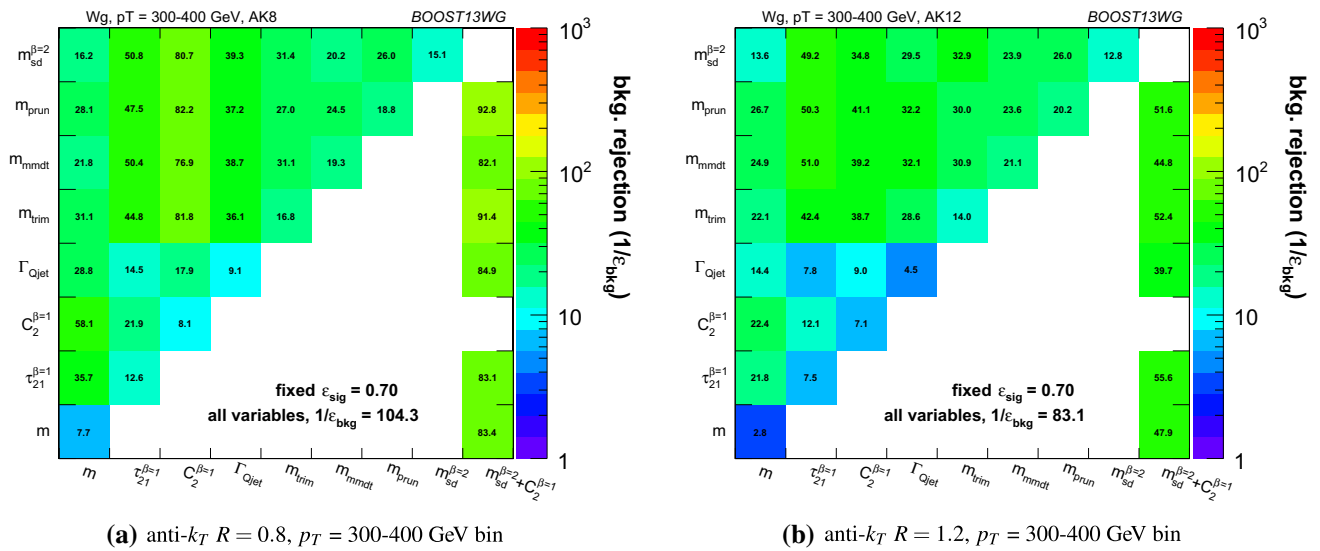 Wg, pT = 300-400 GeV, AK8 BOOST13WG
m_sd^β=2 16.2 50.8 80.7 39.3 31.4 20.2 26.0 15.1
m_prun 28.1 47.5 82.2 37.2 27.0 24.5 18.8 92.8
m_mmdt 21.8 50.4 76.9 38.7 31.1 19.3 82.1
m_trim 31.1 44.8 81.8 36.1 16.8 91.4
Γ_Qjet 28.8 14.5 17.9 9.1 84.9
C_2^β=1 58.1 21.9 8.1
τ_21^β=1 35.7 12.6 83.1
m 7.7 83.4
fixed ε_sig = 0.70
all variables, 1/ε_bkg = 104.3
m τ_21^β=1 C_2^β=1 Γ_Qjet m_trim m_mmdt m_prun m_sd^β=2 m_sd^β=2+C_2^β=1
10^3
10^2
10
1
bkg. rejection (1/ε_bkg)
(a) anti-k_T R = 0.8, p_T = 300-400 GeV bin
Wg, pT = 300-400 GeV, AK12 BOOST13WG
m_sd^β=2 13.6 49.2 34.8 29.5 32.9 23.9 26.0 12.8
m_prun 26.7 50.3 41.1 32.2 30.0 23.6 20.2 51.6
m_mmdt 24.9 51.0 39.2 32.1 30.9 21.1 44.8
m_trim 22.1 42.4 38.7 28.6 14.0 52.4
Γ_Qjet 14.4 7.8 9.0 4.5 39.7
C_2^β=1 22.4 12.1 7.1
τ_21^β=1 21.8 7.5 55.6
m 2.8 47.9
fixed ε_sig = 0.70
all variables, 1/ε_bkg = 83.1
m τ_21^β=1 C_2^β=1 Γ_Qjet m_trim m_mmdt m_prun m_sd^β=2 m_sd^β=2+C_2^β=1
10^3
10^2
10
1
bkg. rejection (1/ε_bkg)
(b) anti-k_T R = 1.2, p_T = 300-400 GeV bin